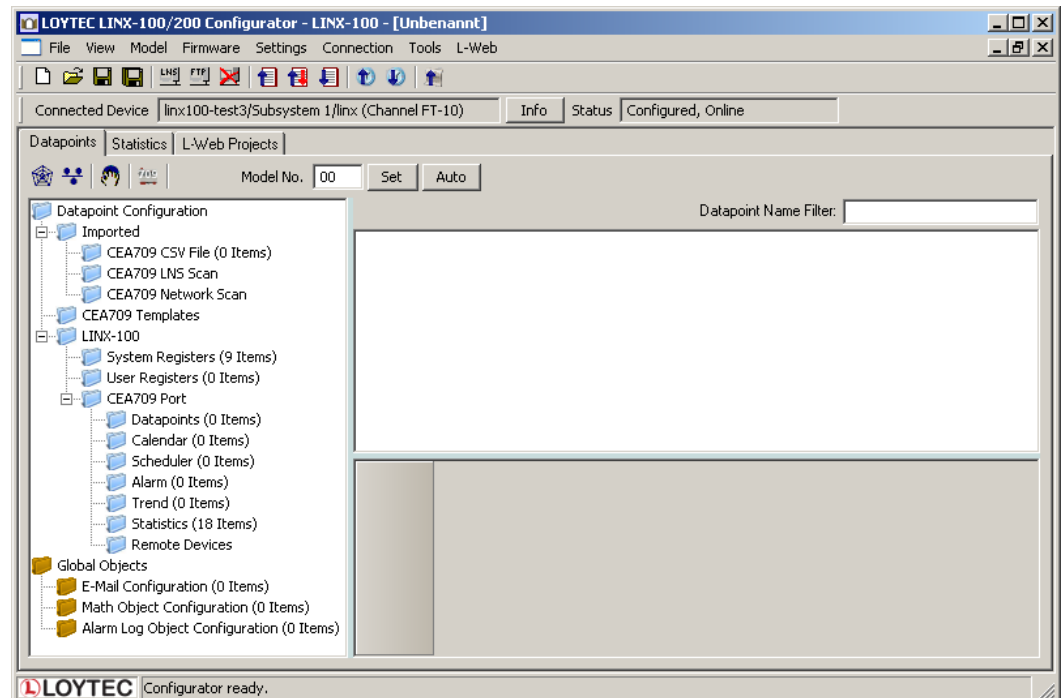 LOYTEC LINX-100/200 Configurator - LINX-100 - [Unbenannt]
File View Model Firmware Settings Connection Tools L-Web
LNS FTP
Connected Device linx100-test3/Subsystem 1/linx (Channel FT-10) Info Status Configured, Online
Datapoints Statistics L-Web Projects
Model No. 00 Set Auto
Datapoint Name Filter:
Datapoint Configuration
Imported
CEA709 CSV File (0 Items)
CEA709 LNS Scan
CEA709 Network Scan
CEA709 Templates
LINX-100
System Registers (9 Items)
User Registers (0 Items)
CEA709 Port
Datapoints (0 Items)
Calendar (0 Items)
Scheduler (0 Items)
Alarm (0 Items)
Trend (0 Items)
Statistics (18 Items)
Remote Devices
Global Objects
E-Mail Configuration (0 Items)
Math Object Configuration (0 Items)
Alarm Log Object Configuration (0 Items)
LOYTEC Configurator ready.